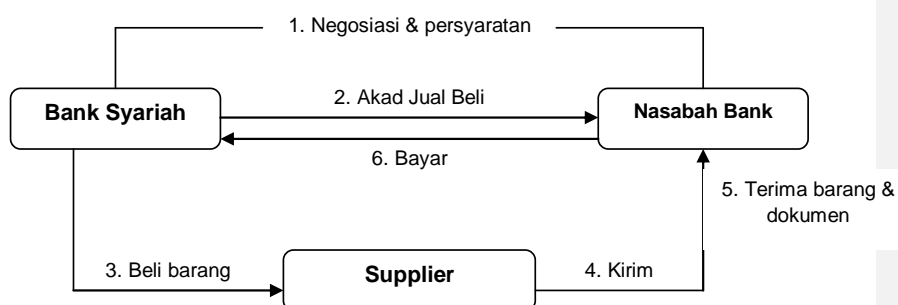 1. Negosiasi & persyaratan
Bank Syariah
2. Akad Jual Beli
Nasabah Bank
6. Bayar
5. Terima barang &
dokumen
3. Beli barang
Supplier
4. Kirim